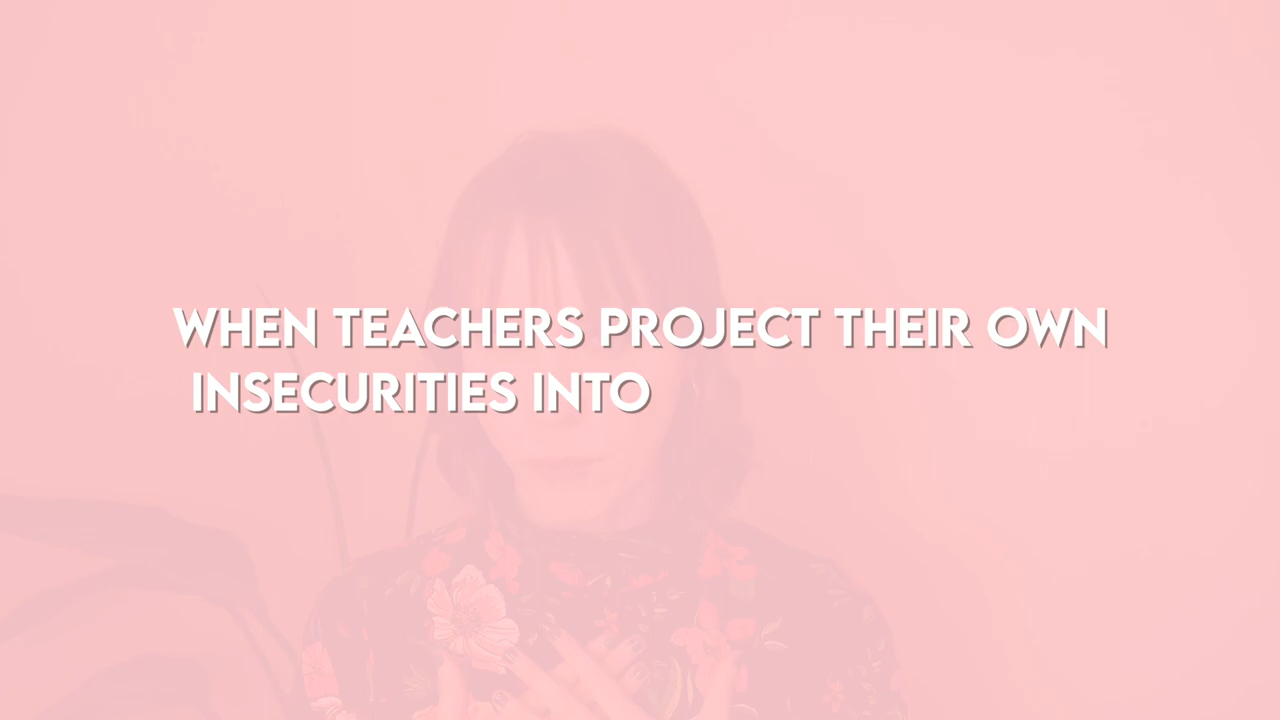 WHEN TEACHERS PROJECT THEIR OWN
INSECURITIES INTO